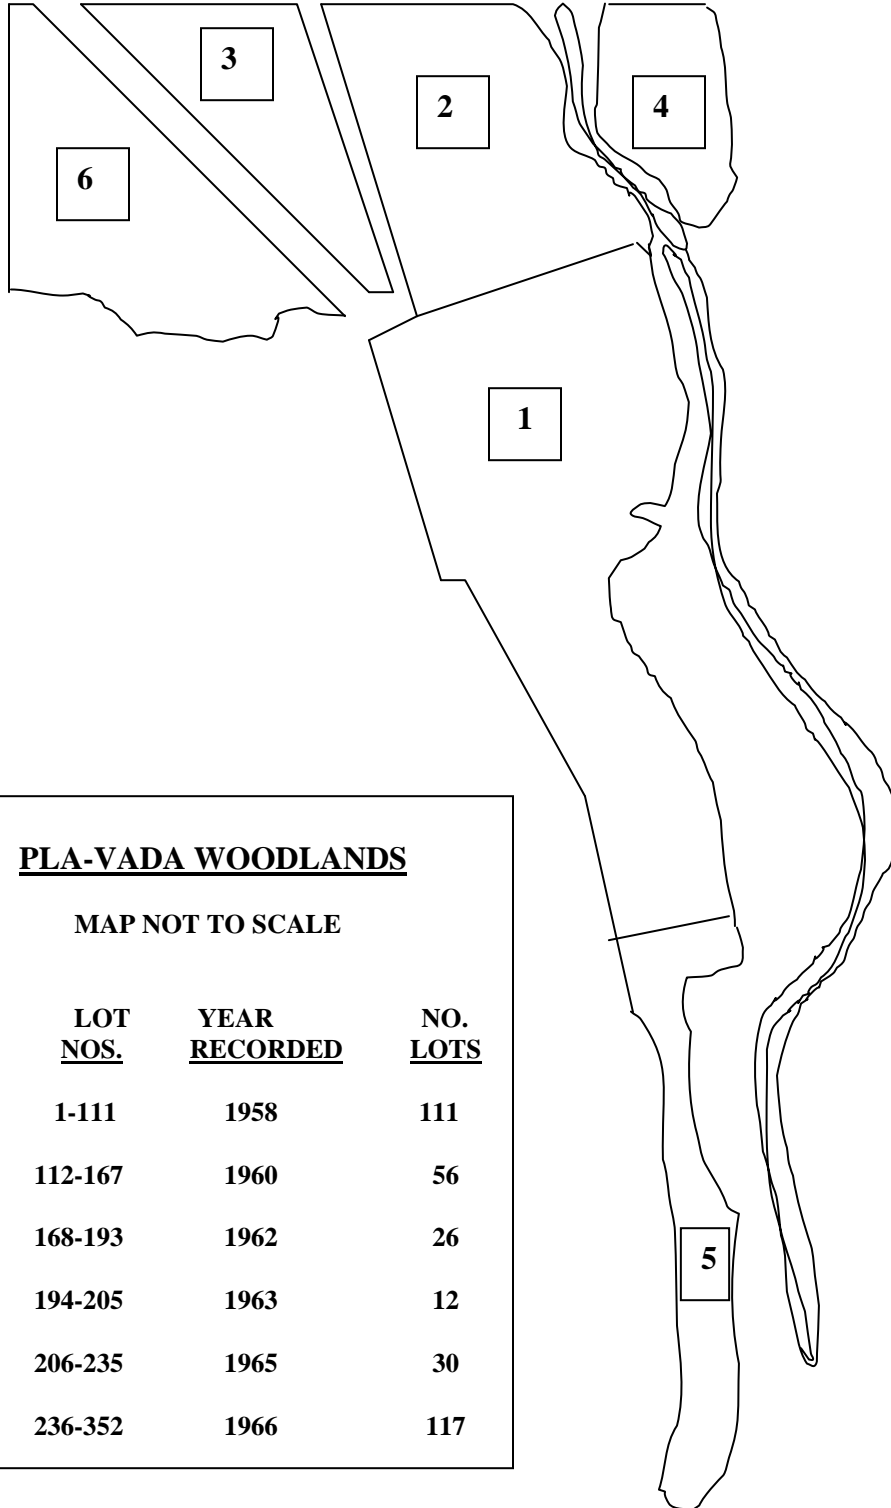 3
2
4
6
1
PLA-VADA WOODLANDS
MAP NOT TO SCALE
LOT YEAR NO.
NOS. RECORDED LOTS
1-111 1958 111
112-167 1960 56
168-193 1962 26
5
194-205 1963 12
206-235 1965 30
236-352 1966 117